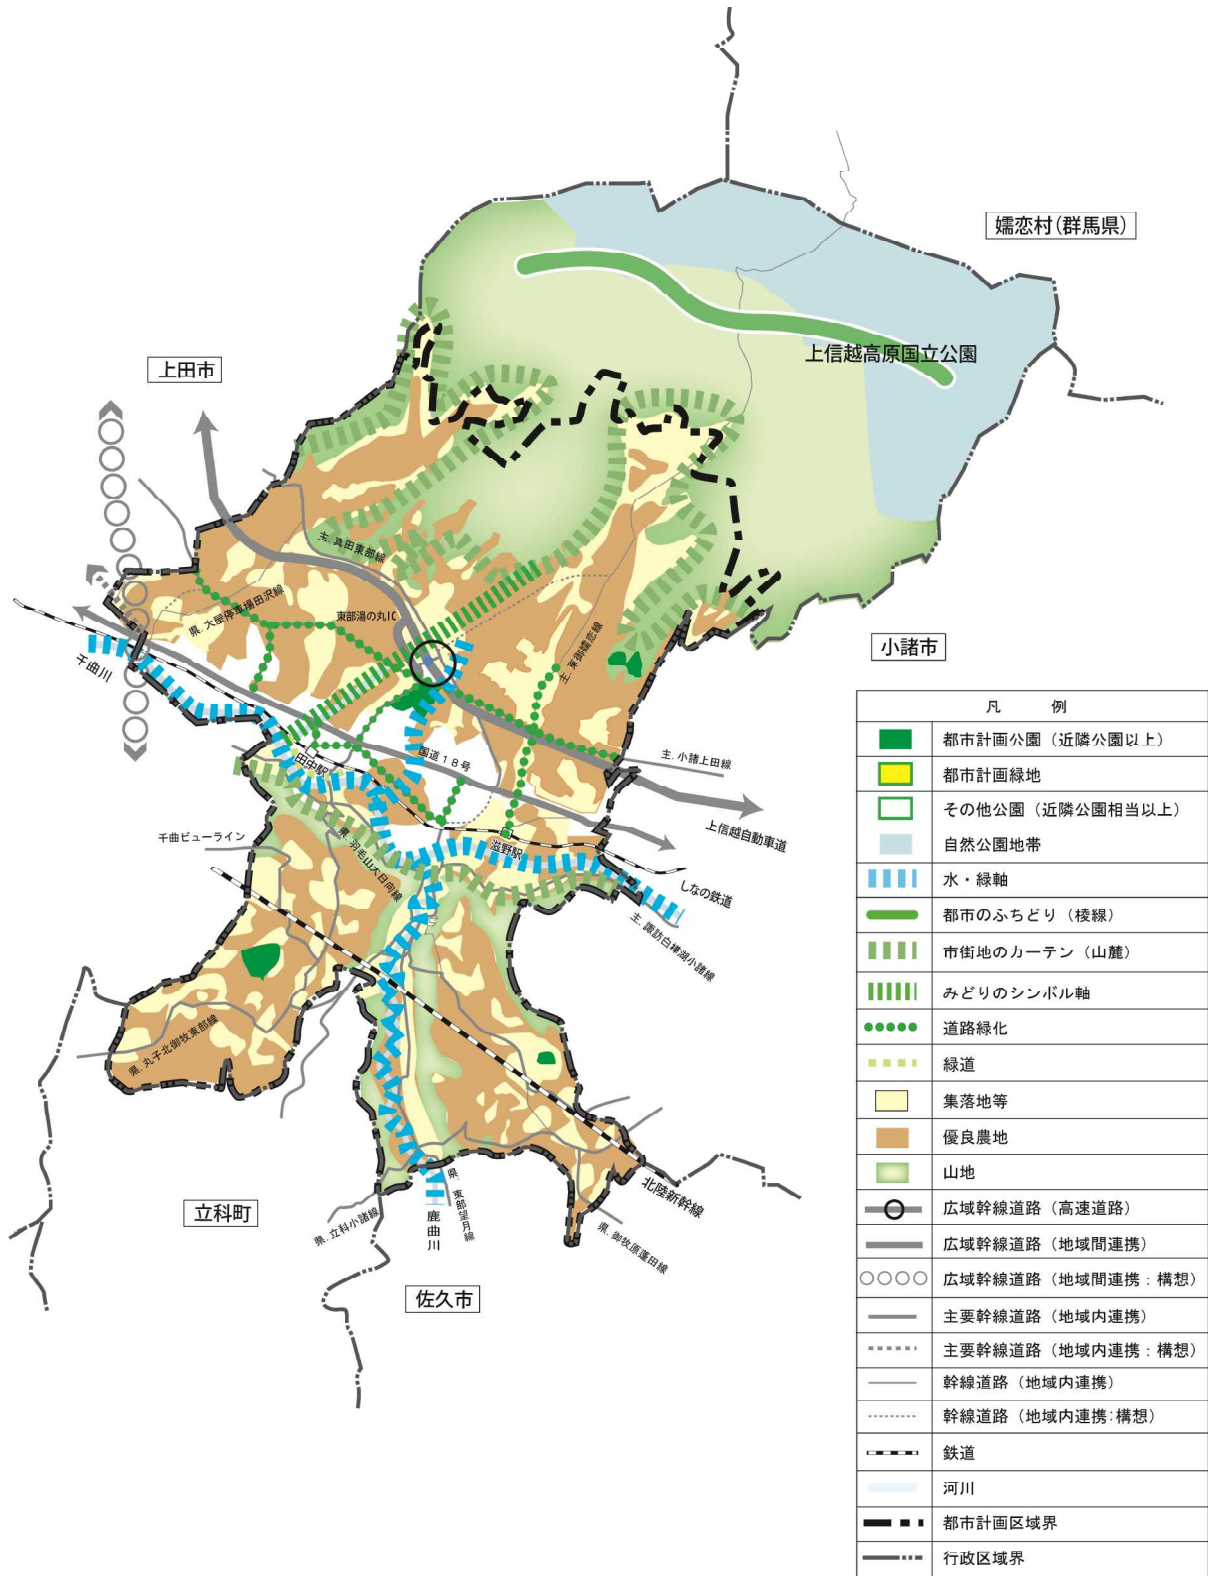 嬬恋村(群馬県)
上信越高原国立公園
上田市
主. 真田東部線
県. 大屋停車場田沢線
東部湯の丸IC
主. 東御嬬恋線
小諸市
千曲川
田中駅
国道18号
主. 小諸上田線
上信越自動車道
千曲ビューライン
県. 羽毛山大日向線
滋野駅
しなの鉄道
主. 諏訪白樺湖小諸線
県. 丸子北御牧東部線
北陸新幹線
立科町
県. 立科小諸線
鹿曲川
県. 東部望月線
県. 御牧原蓬田線
佐久市
凡 例
都市計画公園（近隣公園以上）
都市計画緑地
その他公園（近隣公園相当以上）
自然公園地帯
水・緑軸
都市のふちどり（稜線）
市街地のカーテン（山麓）
みどりのシンボル軸
道路緑化
緑道
集落地等
優良農地
山地
広域幹線道路（高速道路）
広域幹線道路（地域間連携）
広域幹線道路（地域間連携：構想）
主要幹線道路（地域内連携）
主要幹線道路（地域内連携：構想）
幹線道路（地域内連携）
幹線道路（地域内連携：構想）
鉄道
河川
都市計画区域界
行政区域界